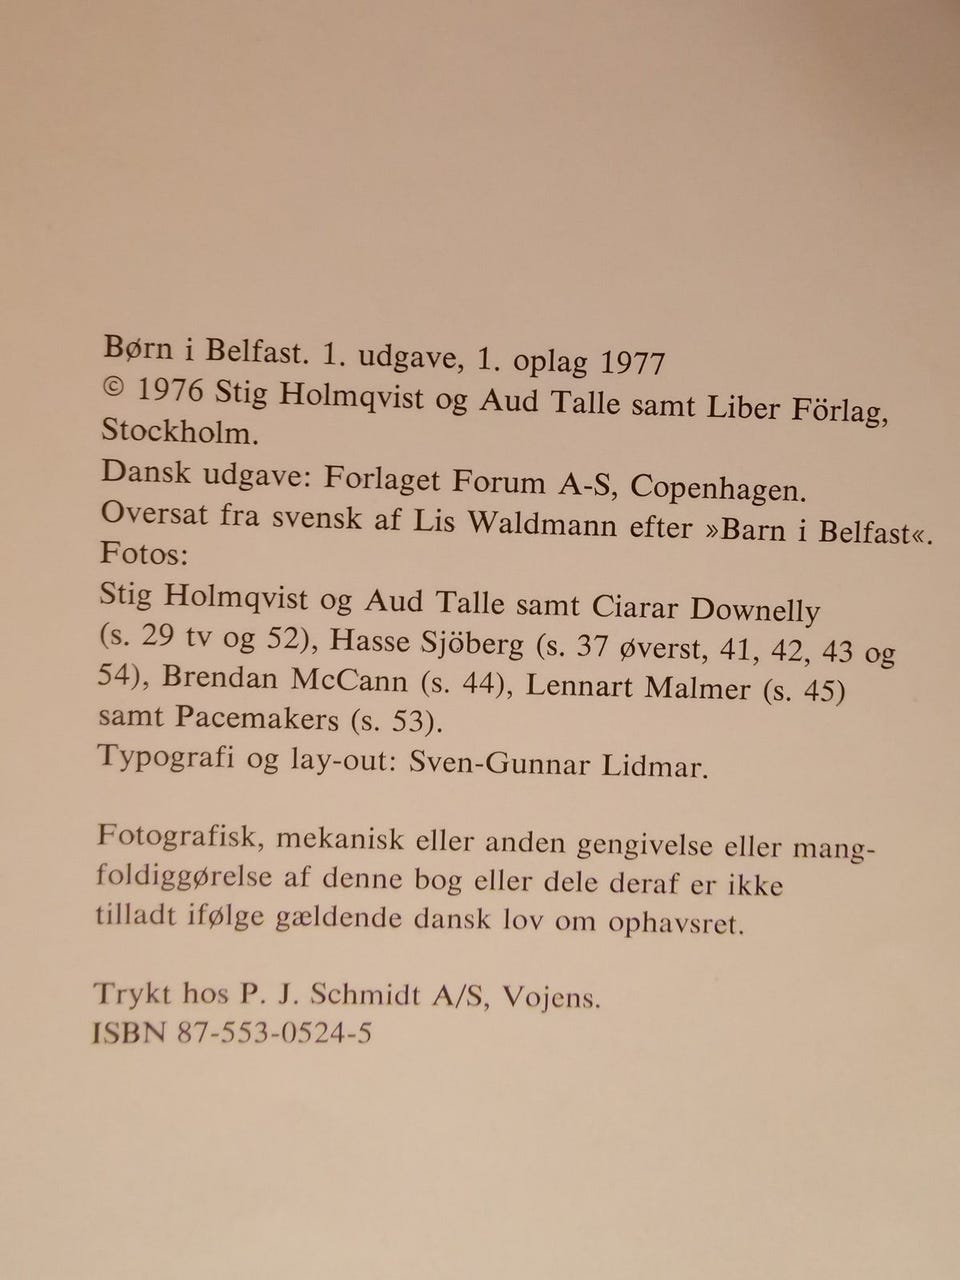 Børn i Belfast. 1. udgave, 1. oplag 1977
© 1976 Stig Holmqvist og Aud Talle samt Liber Förlag,
Stockholm.
Dansk udgave: Forlaget Forum A-S, Copenhagen.
Oversat fra svensk af Lis Waldmann efter »Barn i Belfast«.
Fotos:
Stig Holmqvist og Aud Talle samt Ciarar Downelly
(s. 29 tv og 52), Hasse Sjöberg (s. 37 øverst, 41, 42, 43 og
54), Brendan McCann (s. 44), Lennart Malmer (s. 45)
samt Pacemakers (s. 53).
Typografi og lay-out: Sven-Gunnar Lidmar.
Fotografisk, mekanisk eller anden gengivelse eller mang-
foldiggørelse af denne bog eller dele deraf er ikke
tilladt ifølge gældende dansk lov om ophavsret.
Trykt hos P. J. Schmidt A/S, Vojens.
ISBN 87-553-0524-5